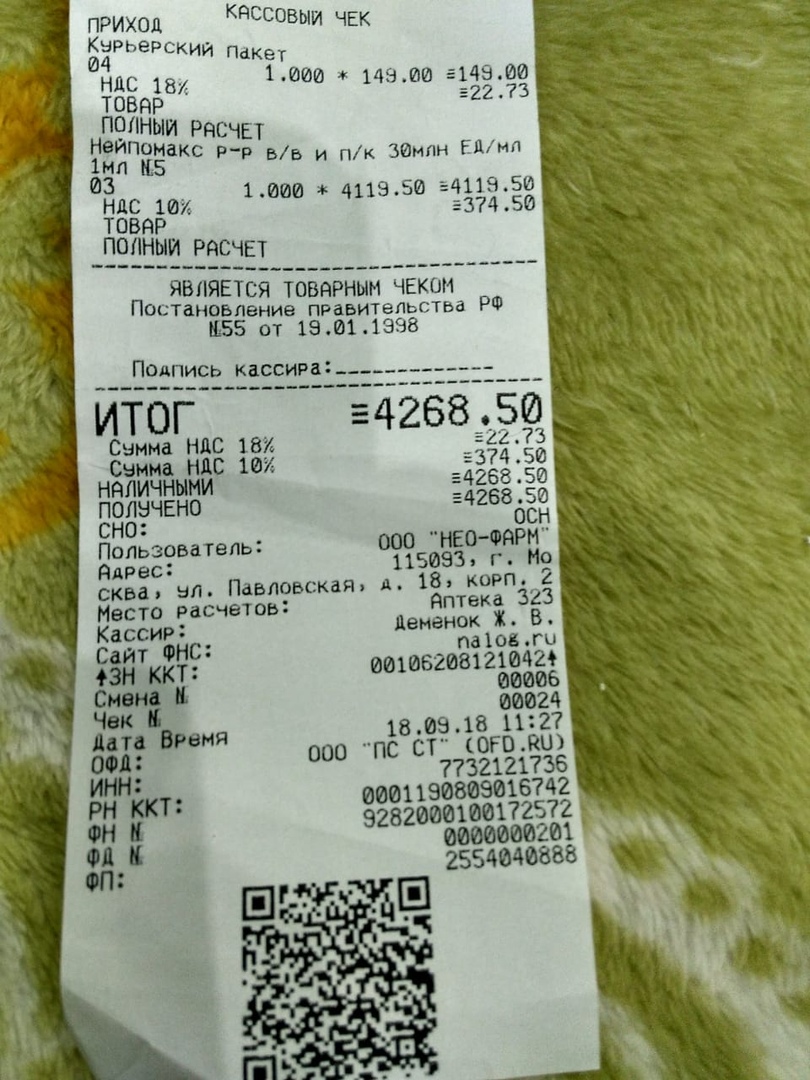 КАССОВЫЙ ЧЕК
ПРИХОД
Курьерский пакет
04 1.000 * 149.00 ≡149.00
НДС 18% ≡22.73
ТОВАР
ПОЛНЫЙ РАСЧЕТ
Нейпомакс р-р в/в и п/к 30млн ЕД/мл
1мл №5
03 1.000 * 4119.50 ≡4119.50
НДС 10% ≡374.50
ТОВАР
ПОЛНЫЙ РАСЧЕТ
ЯВЛЯЕТСЯ ТОВАРНЫМ ЧЕКОМ
Постановление правительства РФ
№55 от 19.01.1998
Подпись кассира:_____________
ИТОГ ≡4268.50
Сумма НДС 18% ≡22.73
Сумма НДС 10% ≡374.50
НАЛИЧНЫМИ ≡4268.50
ПОЛУЧЕНО ≡4268.50
СНО: ОСН
Пользователь: ООО "НЕО-ФАРМ"
Адрес: 115093, г. Мо
сква, ул. Павловская, д. 18, корп. 2
Место расчетов: Аптека 323
Кассир: Деменок Ж. В.
Сайт ФНС: nalog.ru
↑ЗН ККТ: 00106208121042↑
Смена № 00006
Чек № 00024
Дата Время 18.09.18 11:27
ОФД: ООО "ПС СТ" (OFD.RU)
ИНН: 7732121736
РН ККТ: 0001190809016742
ФН № 9282000100172572
ФД № 0000000201
ФП: 2554040888